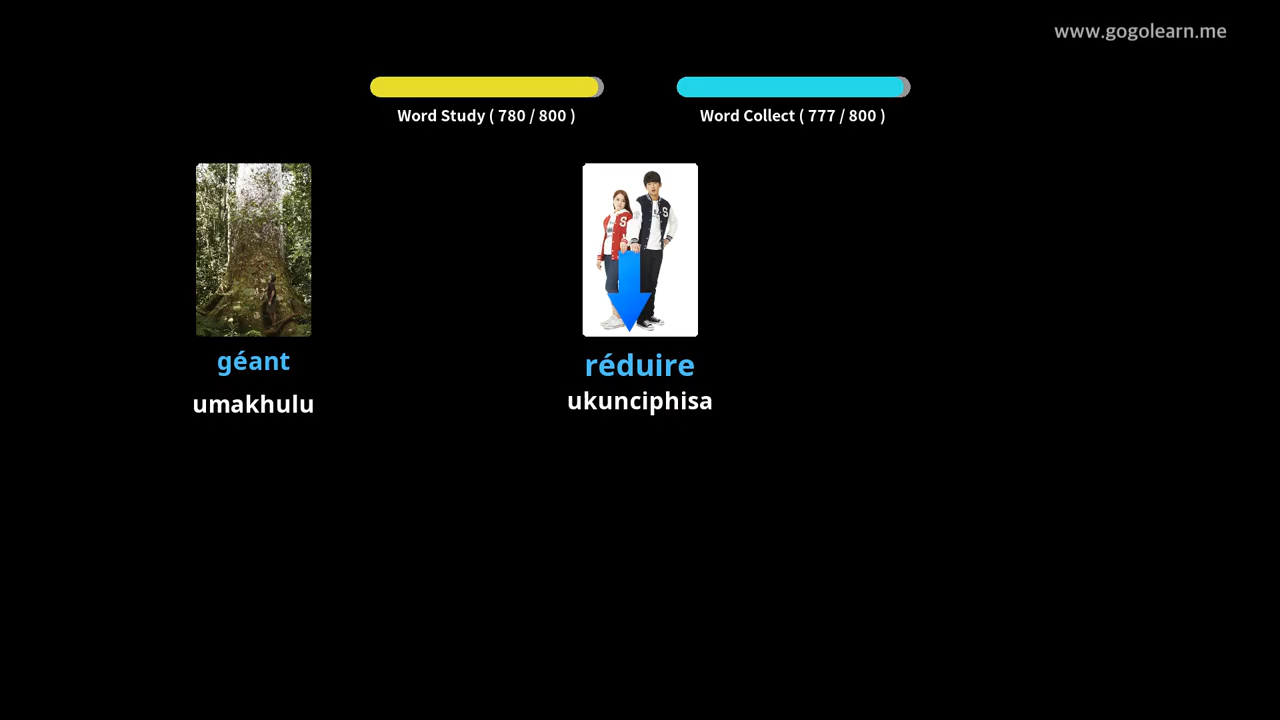 www.gogolearn.me
Word Study ( 780 / 800 )
Word Collect ( 777 / 800 )
S
S
géant
umakhulu
réduire
ukunciphisa